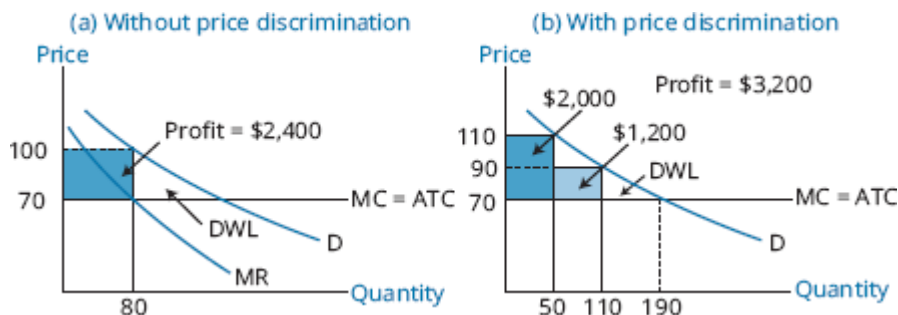 (a) Without price discrimination
Price
Profit = $2,400
100
70
MC = ATC
DWL
D
MR
Quantity
80
(b) With price discrimination
Price
Profit = $3,200
$2,000
$1,200
110
90
DWL
70
MC = ATC
D
Quantity
50 110 190